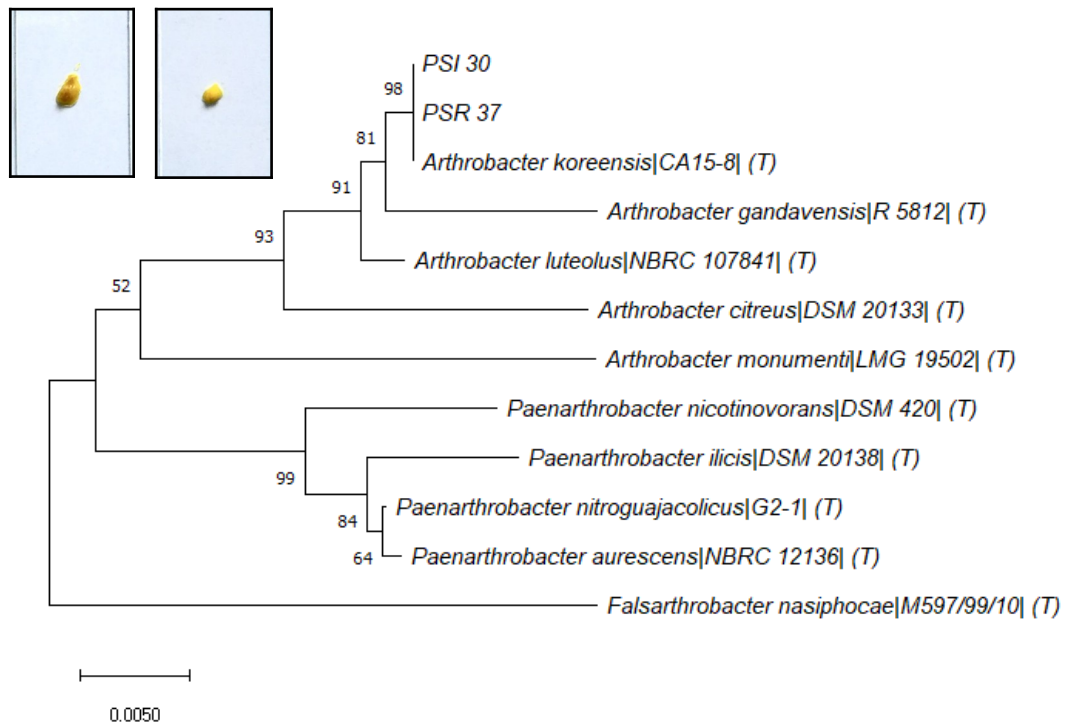 PSI 30
98
PSR 37
81
Arthrobacter koreensis|CA15-8| (T)
91
Arthrobacter gandavensis|R 5812| (T)
93
Arthrobacter luteolus|NBRC 107841| (T)
52
Arthrobacter citreus|DSM 20133| (T)
Arthrobacter monumenti|LMG 19502| (T)
Paenarthrobacter nicotinovorans|DSM 420| (T)
Paenarthrobacter ilicis|DSM 20138| (T)
99
Paenarthrobacter nitroguajacolicus|G2-1| (T)
84
Paenarthrobacter aurescens|NBRC 12136| (T)
64
Falsarthrobacter nasiphocae|M597/99/10| (T)
0.0050